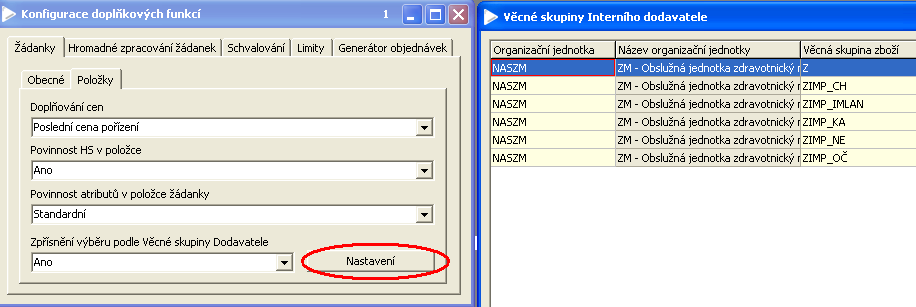 Konfigurace doplňkových funkcí 1
Žádanky Hromadné zpracování žádanek Schvalování Limity Generátor objednávek
Obecné Položky
Doplňování cen
Poslední cena pořízení
Povinnost HS v položce
Ano
Povinnost atributů v položce žádanky
Standardní
Zpřísnění výběru podle Věcné skupiny Dodavatele
Ano Nastavení
Věcné skupiny Interního dodavatele
Organizační jednotka Název organizační jednotky Věcná skupina zboží
NASZM ZM - Obslužná jednotka zdravotnický r Z
NASZM ZM - Obslužná jednotka zdravotnický r ZIMP_CH
NASZM ZM - Obslužná jednotka zdravotnický r ZIMP_IMLAN
NASZM ZM - Obslužná jednotka zdravotnický r ZIMP_KA
NASZM ZM - Obslužná jednotka zdravotnický r ZIMP_NE
NASZM ZM - Obslužná jednotka zdravotnický r ZIMP_OČ